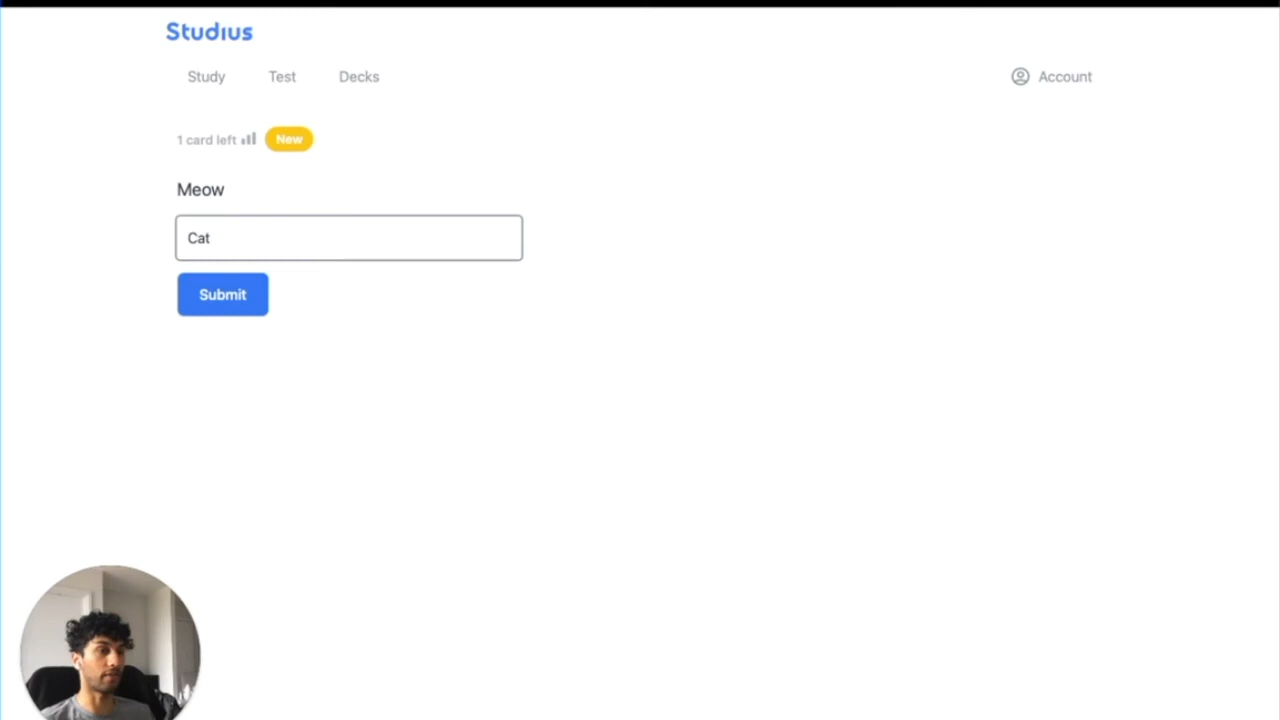 Studius
Study Test Decks Account
1 card left New
Meow
Cat
Submit